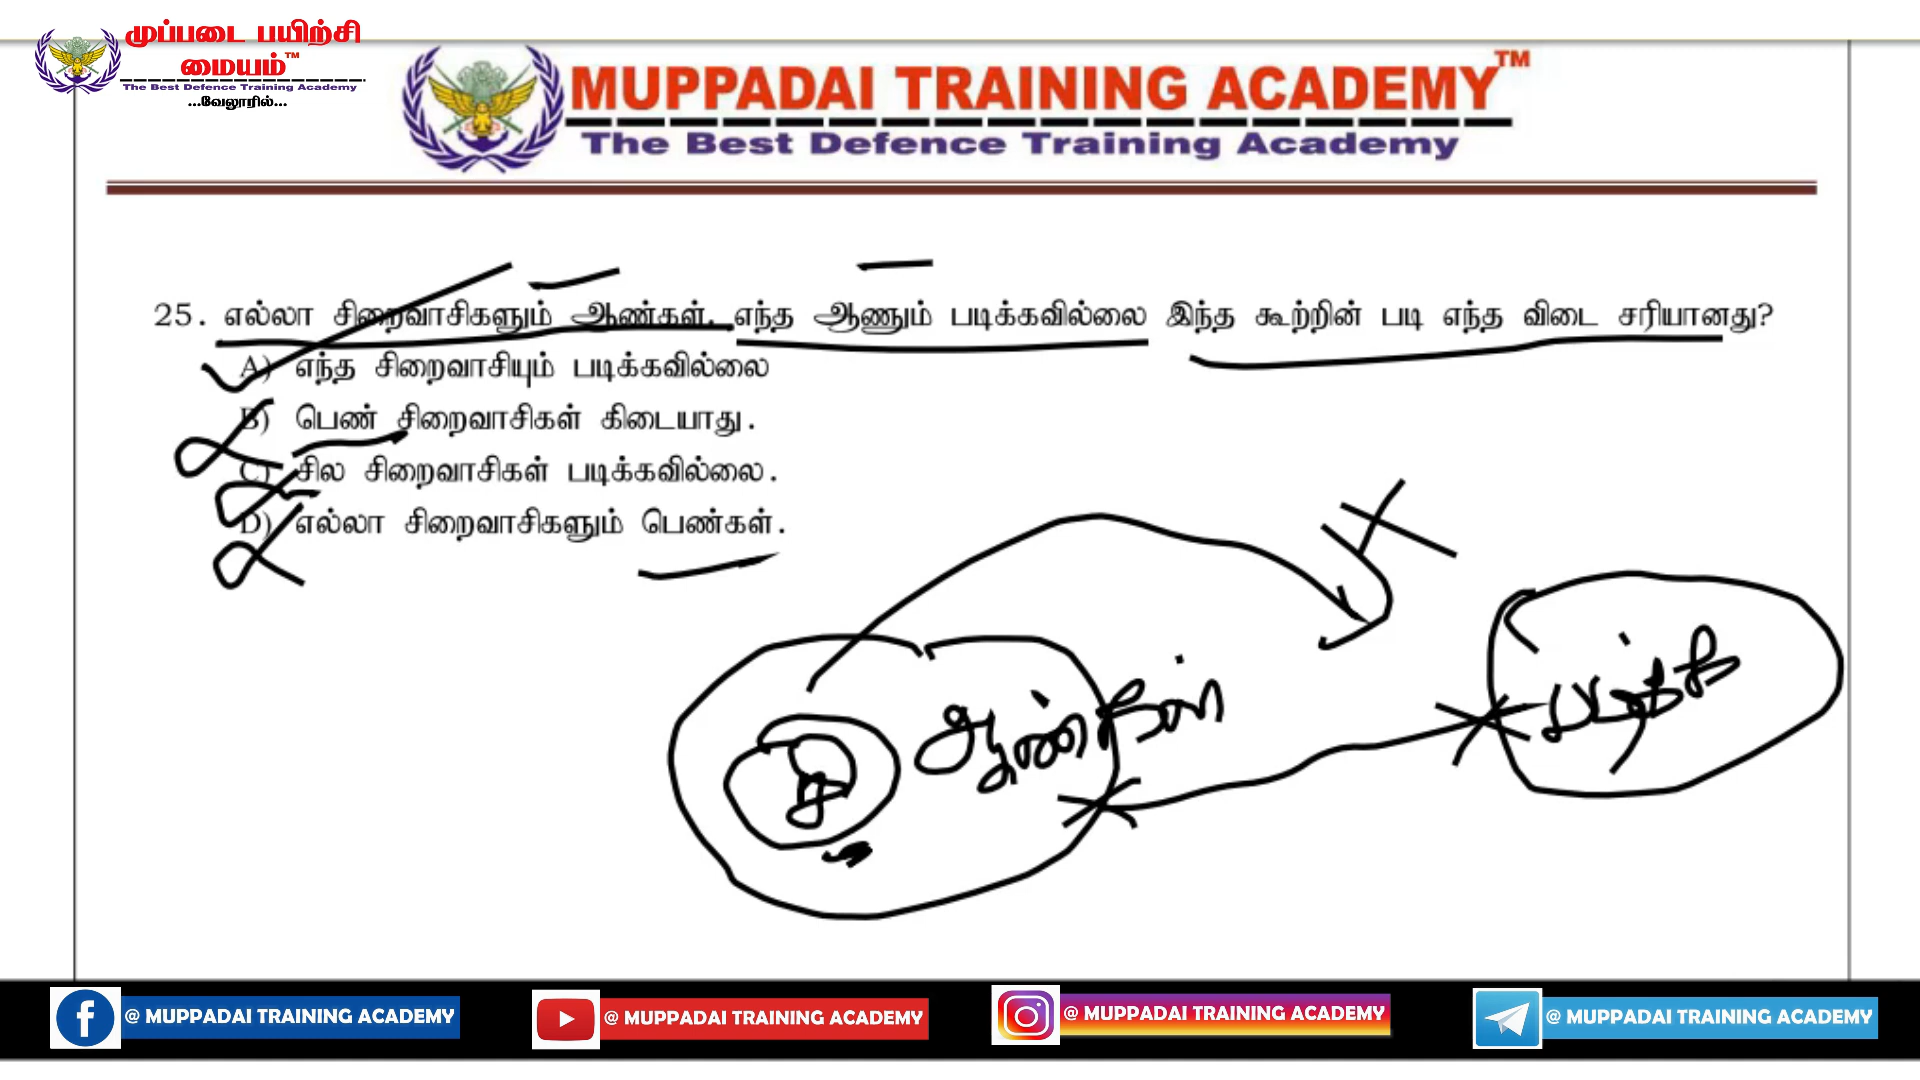 முப்படை பயிற்சி
மையம்™
The Best Defence Training Academy
...வேலூரில்...
MUPPADAI TRAINING ACADEMY™
The Best Defence Training Academy
25. எல்லா சிறைவாசிகளும் ஆண்கள். எந்த ஆணும் படிக்கவில்லை இந்த கூற்றின் படி எந்த விடை சரியானது?
A) எந்த சிறைவாசியும் படிக்கவில்லை
B) பெண் சிறைவாசிகள் கிடையாது.
C) சில சிறைவாசிகள் படிக்கவில்லை.
D) எல்லா சிறைவாசிகளும் பெண்கள்.
ஆண்கள்
சி
@ MUPPADAI TRAINING ACADEMY
@ MUPPADAI TRAINING ACADEMY
@ MUPPADAI TRAINING ACADEMY
@ MUPPADAI TRAINING ACADEMY